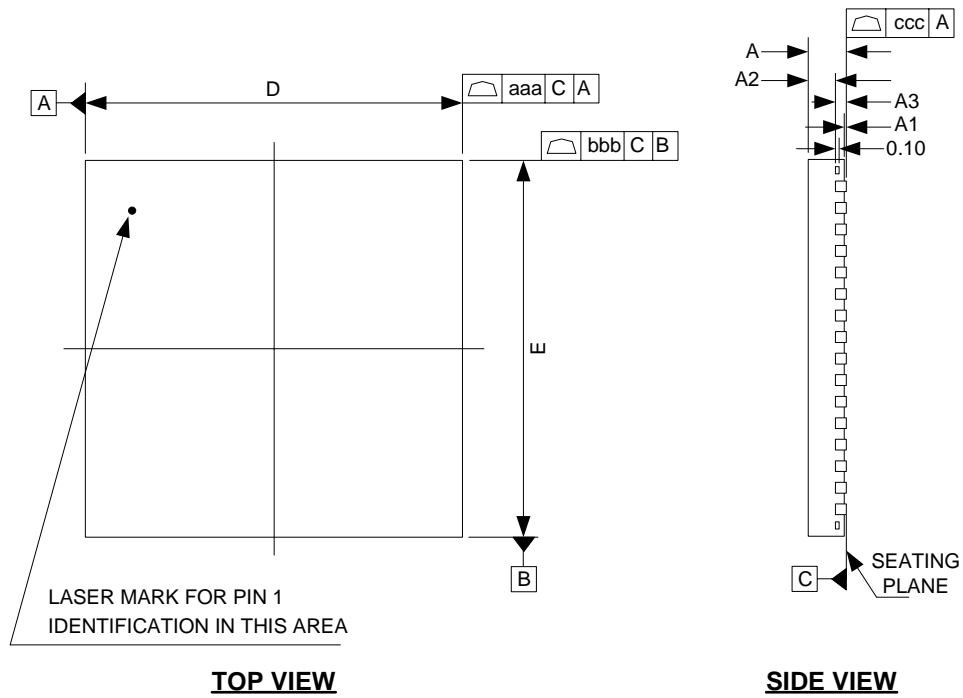 ccc A
A
A2
D
A
aaa C A
A3
A1
bbb C B
0.10
E
B
C
SEATING
PLANE
LASER MARK FOR PIN 1
IDENTIFICATION IN THIS AREA
TOP VIEW
SIDE VIEW